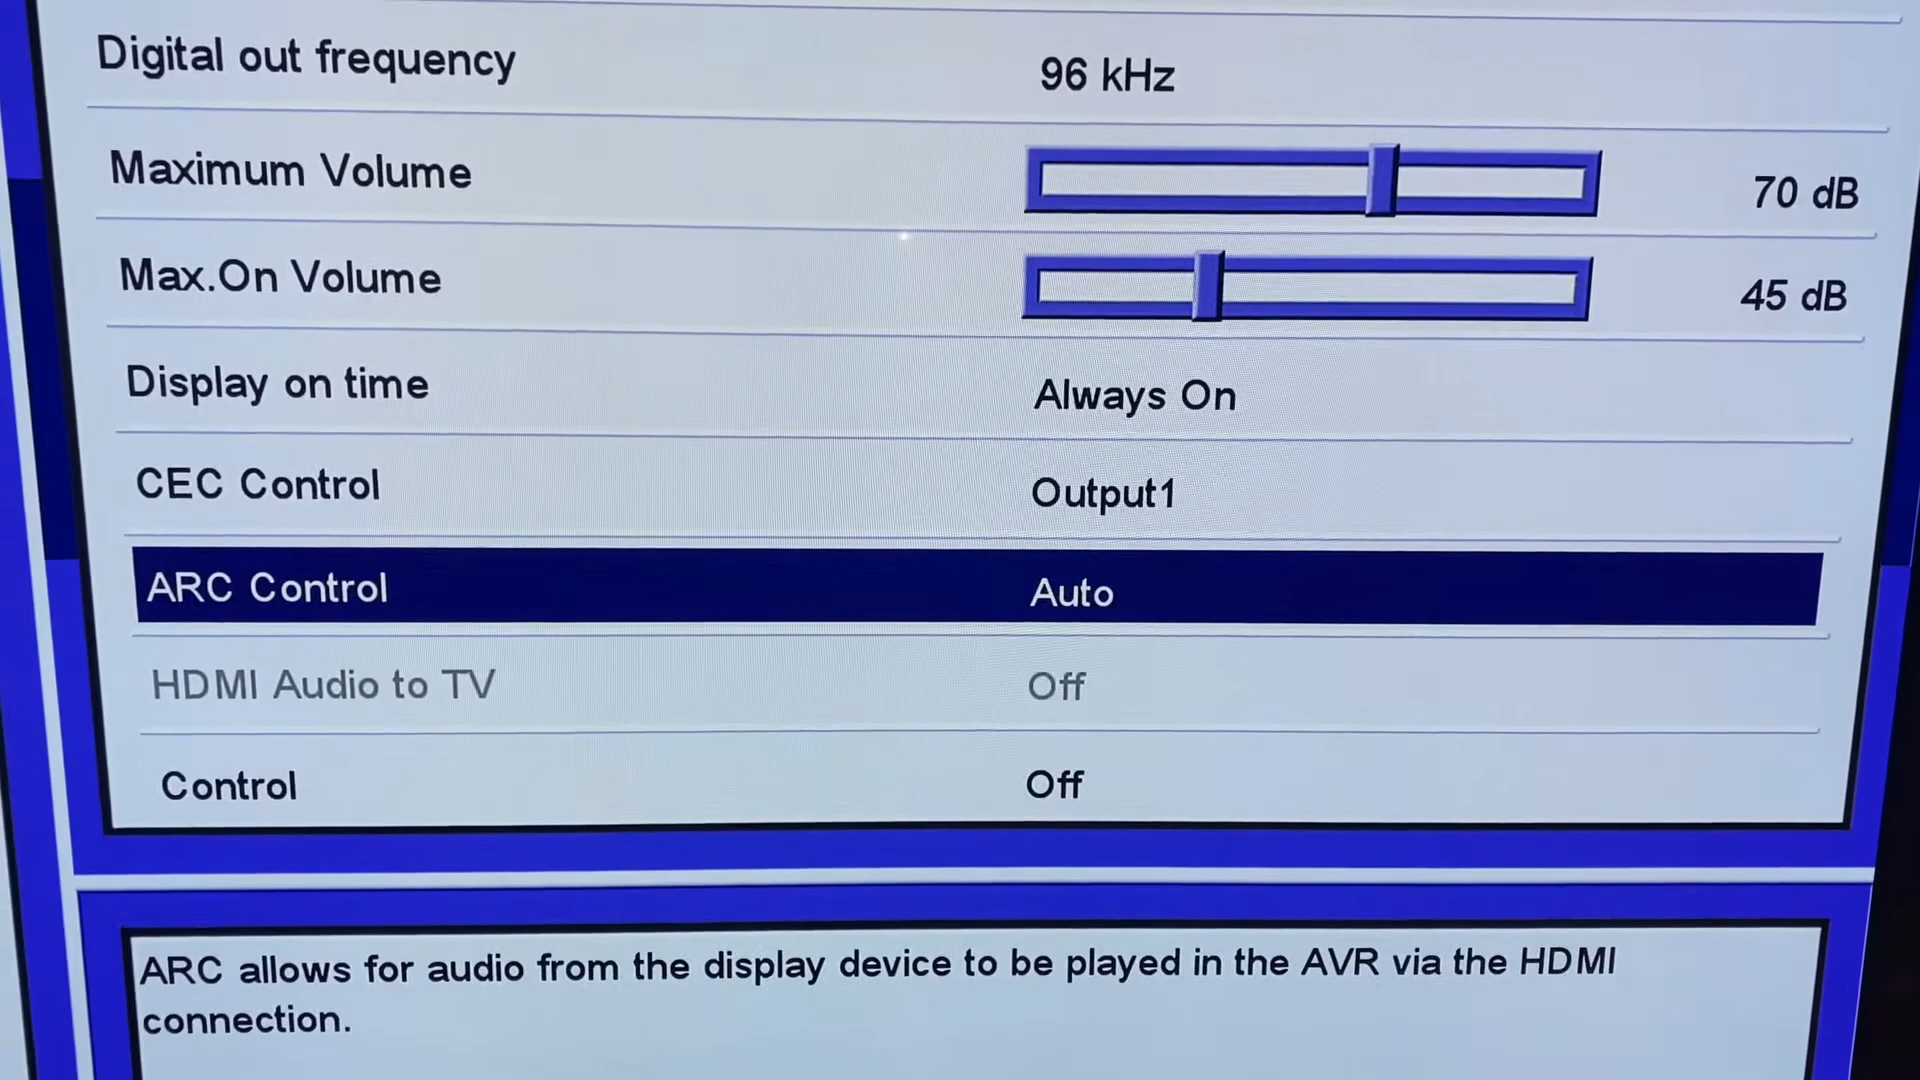 Digital out frequency 96 kHz
Maximum Volume 70 dB
Max.On Volume 45 dB
Display on time Always On
CEC Control Output1
ARC Control Auto
HDMI Audio to TV Off
Control Off
ARC allows for audio from the display device to be played in the AVR via the HDMI
connection.